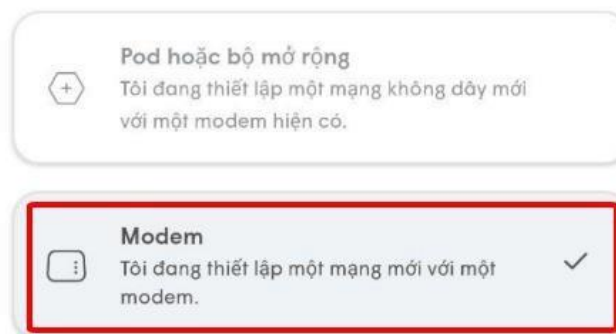 Pod hoặc bộ mở rộng
Tôi đang thiết lập một mạng không dây mới
với một modem hiện có.
Modem
Tôi đang thiết lập một mạng mới với một
modem.